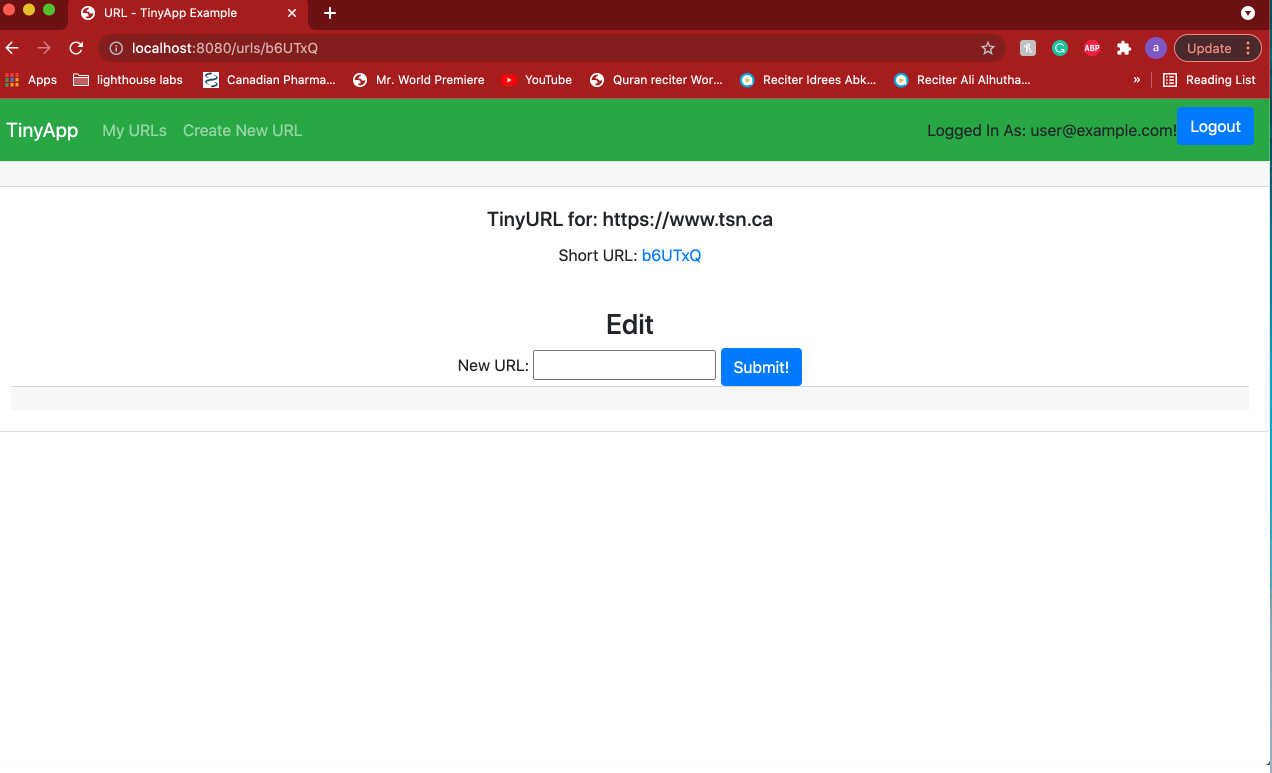 URL - TinyApp Example
localhost:8080/urls/b6UTxQ
ABP
a
Update
Apps
lighthouse labs
Canadian Pharma...
Mr. World Premiere
YouTube
Quran reciter Wor...
Reciter Idrees Abk...
Reciter Ali Alhutha...
»
Reading List
TinyApp My URLs Create New URL Logged In As: user@example.com! Logout
TinyURL for: https://www.tsn.ca
Short URL: b6UTxQ
Edit
New URL: Submit!